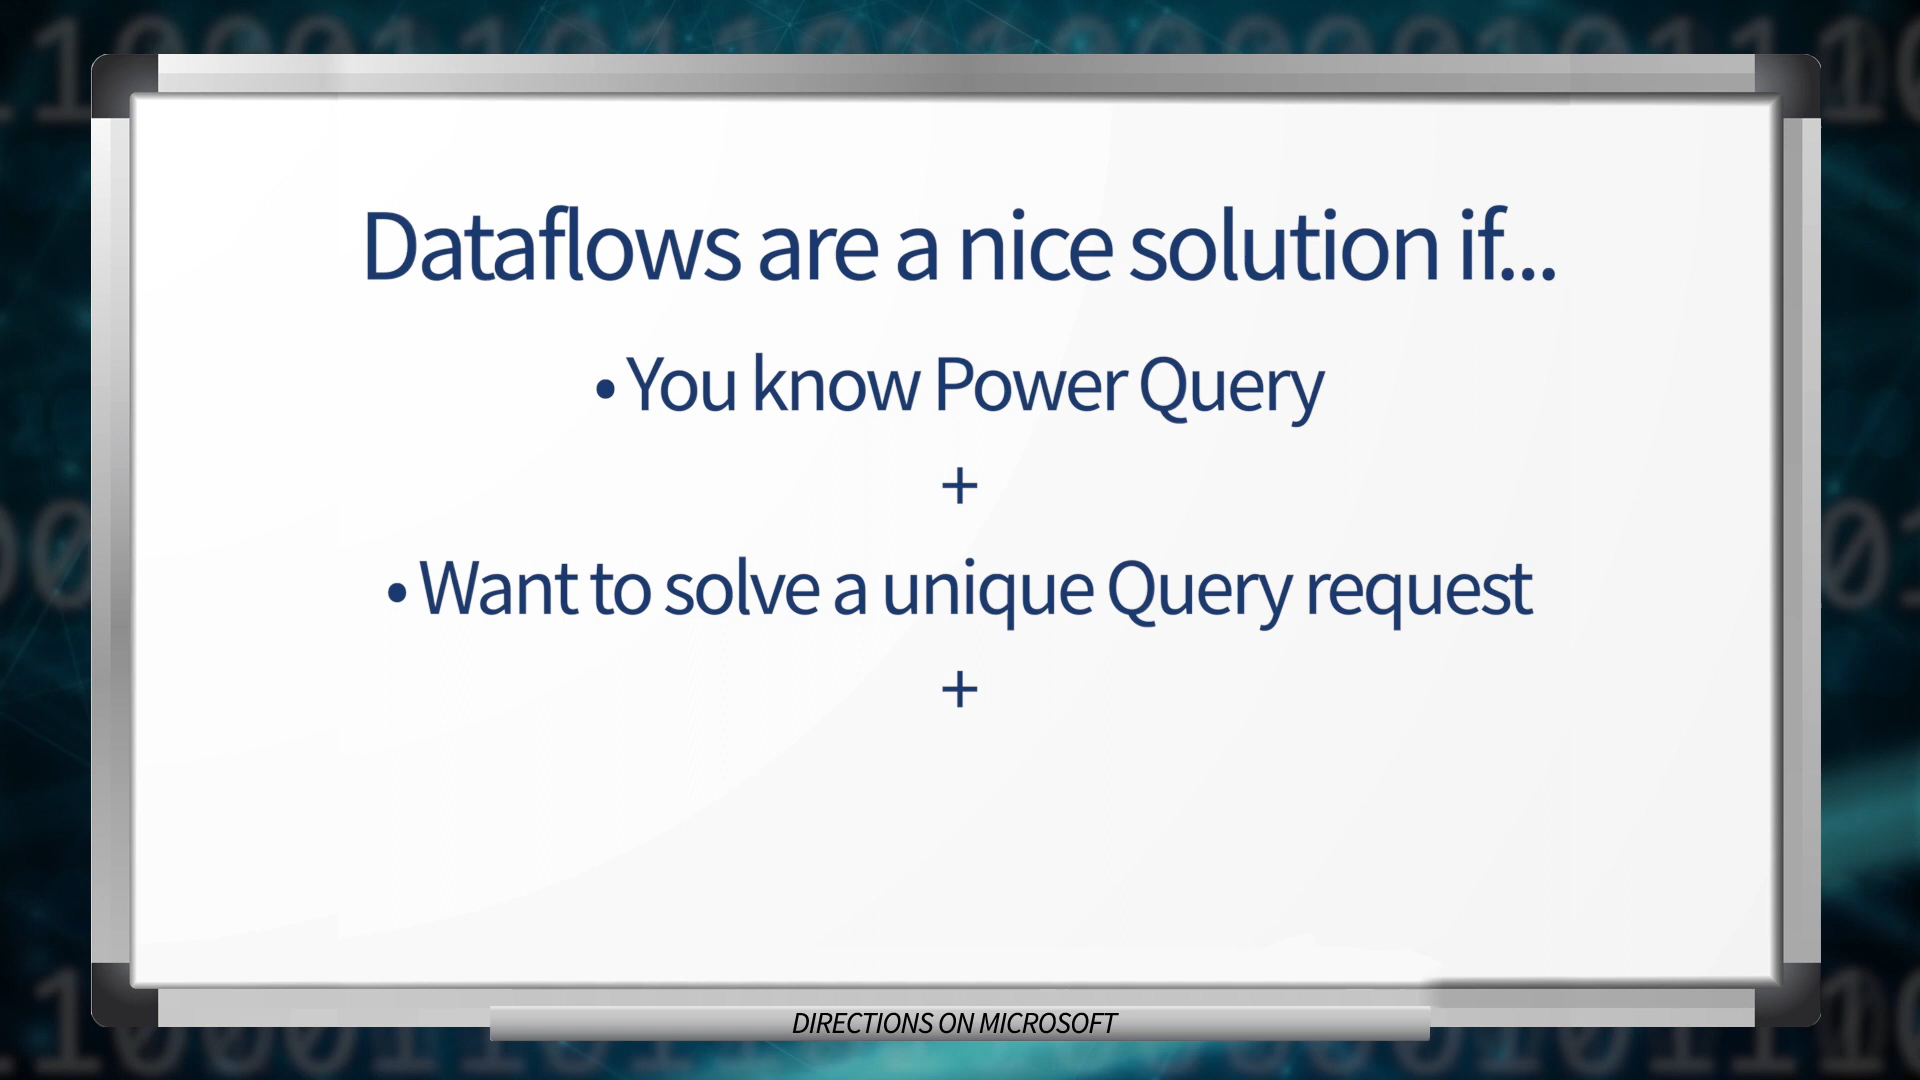 Dataflows are a nice solution if...
• You know Power Query
+
• Want to solve a unique Query request
+
DIRECTIONS ON MICROSOFT